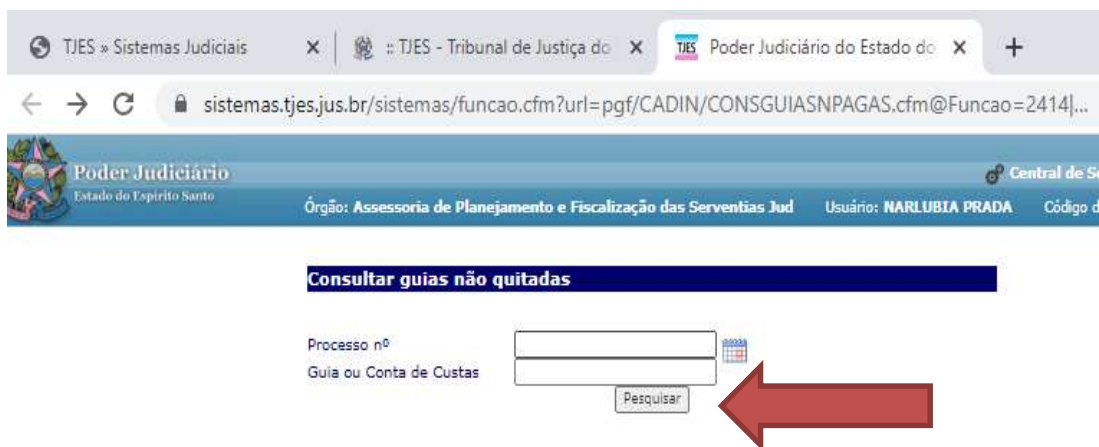 TJES » Sistemas Judiciais
:: TJES - Tribunal de Justiça do
TJES Poder Judiciário do Estado do
sistemas.tjes.jus.br/sistemas/funcao.cfm?url=pgf/CADIN/CONSGUIASNPAGAS.cfm@Funcao=2414|...
Poder Judiciário
Estado do Espírito Santo
Central de Se
Órgão: Assessoria de Planejamento e Fiscalização das Serventias Jud Usuário: NARLUBIA PRADA Código d
Consultar guias não quitadas
Processo nº
Guia ou Conta de Custas
Pesquisar